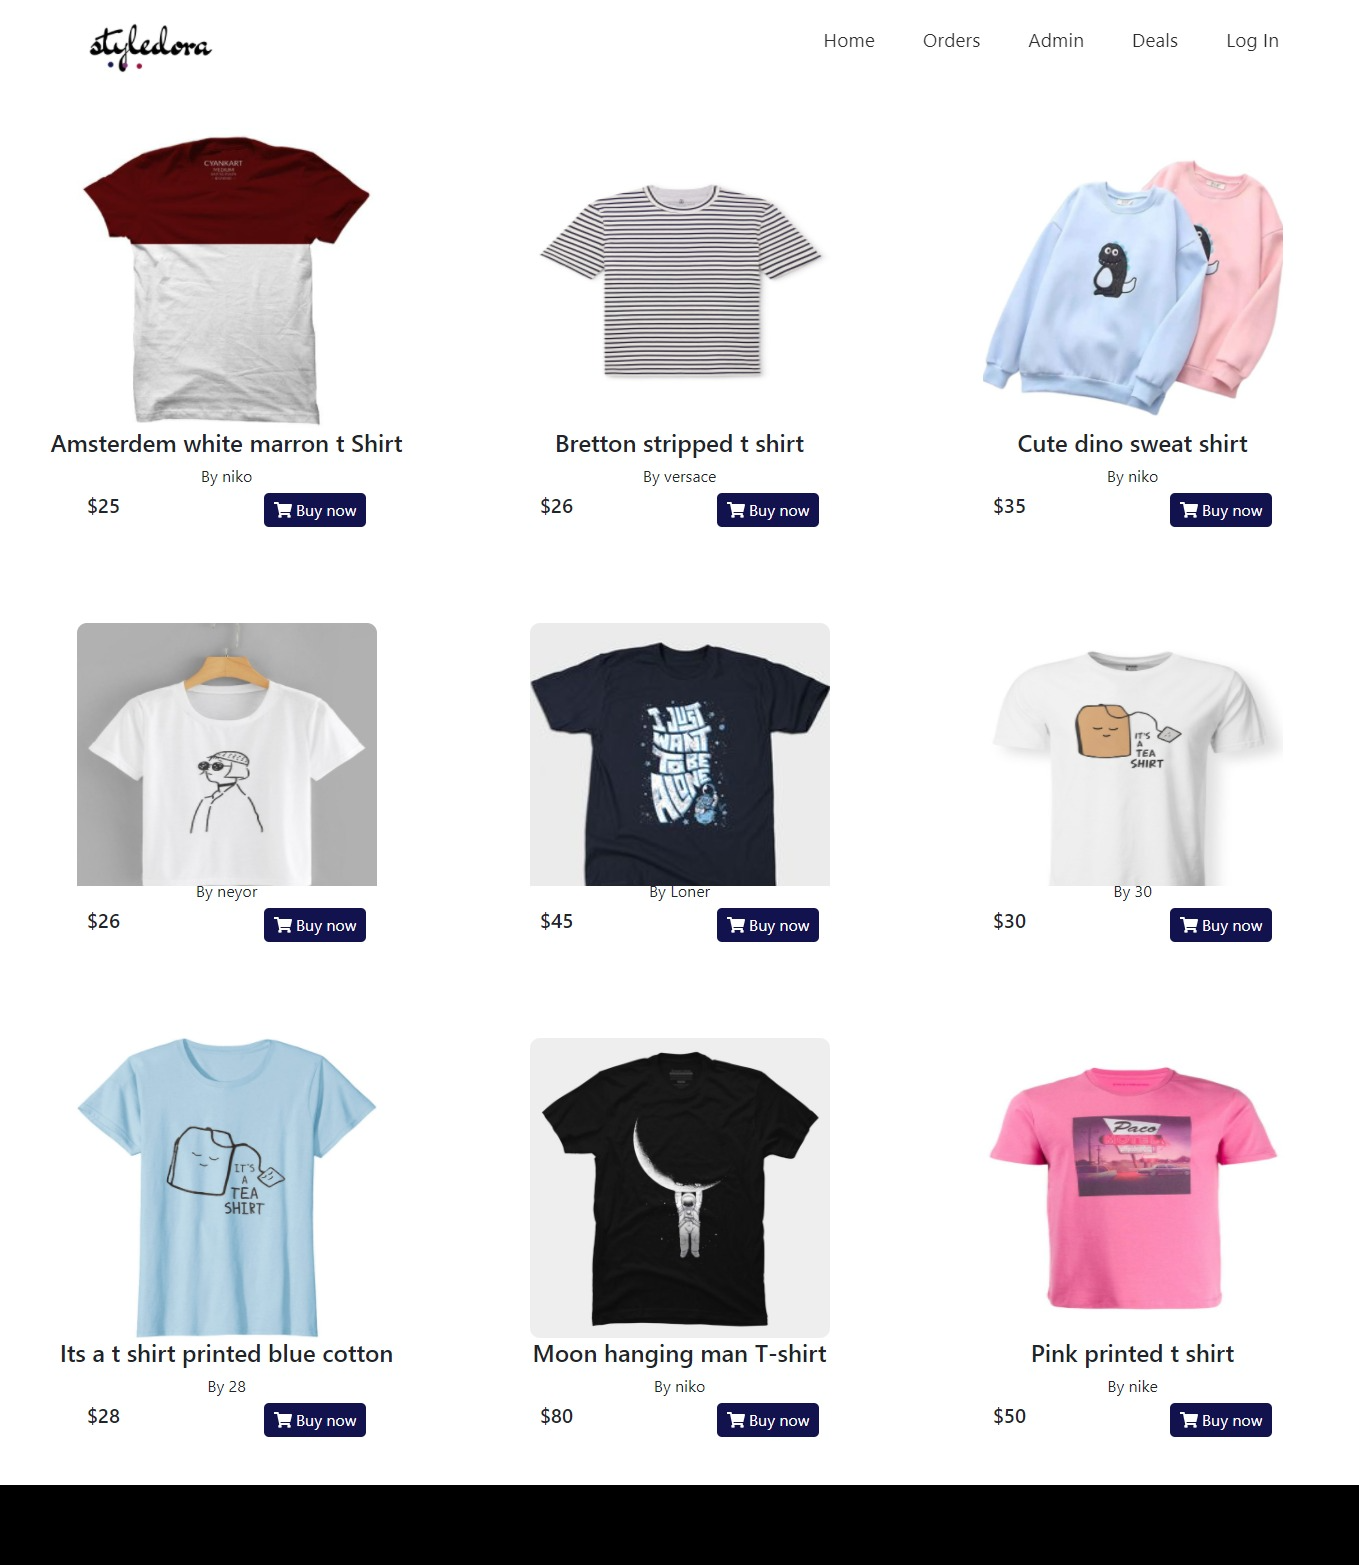 styledora
Home Orders Admin Deals Log In
CYANKART
MEDIUM
Amsterdem white marron t Shirt
By niko
$25
Buy now
Bretton stripped t shirt
By versace
$26
Buy now
Cute dino sweat shirt
By niko
$35
Buy now
By neyor
$26
Buy now
I JUST
WANT
TO BE
ALONE
By Loner
$45
Buy now
IT'S
A
TEA
SHIRT
By 30
$30
Buy now
IT'S
A
TEA
SHIRT
Its a t shirt printed blue cotton
By 28
$28
Buy now
Moon hanging man T-shirt
By niko
$80
Buy now
Paco
Pink printed t shirt
By nike
$50
Buy now